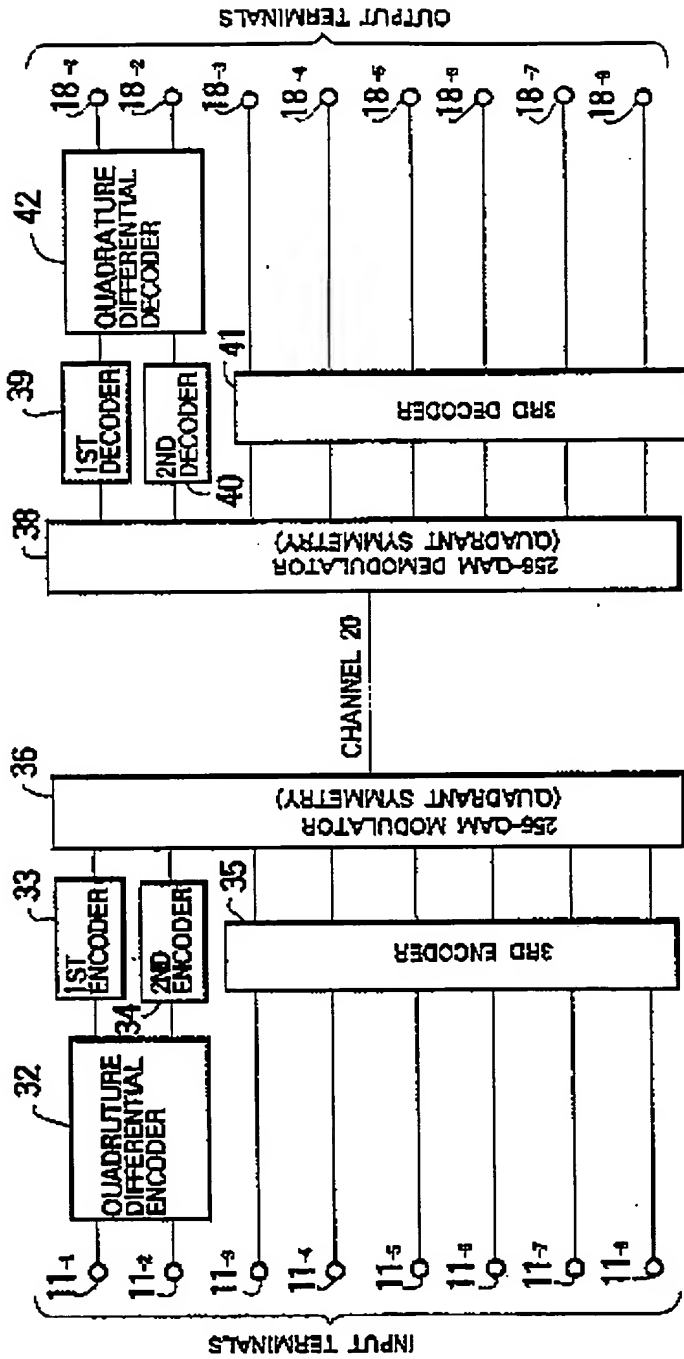 INPUT TERMINALS
11-1
11-2
11-3
11-4
11-5
11-6
11-7
11-8
32
QUADRUTURE
DIFFERENTIAL
ENCODER
33
1ST
ENCODER
34
2ND
ENCODER
35
3RD ENCODER
36
256-QAM MODULATOR
(QUADRANT SYMMETRY)
CHANNEL 20
38
256-QAM DEMODULATOR
(QUADRANT SYMMETRY)
39
1ST
DECODER
2ND
DECODER
40
41
3RD DECODER
42
QUADRATURE
DIFFERENTIAL
DECODER
18-1
18-2
18-3
18-4
18-5
18-6
18-7
18-8
OUTPUT TERMINALS